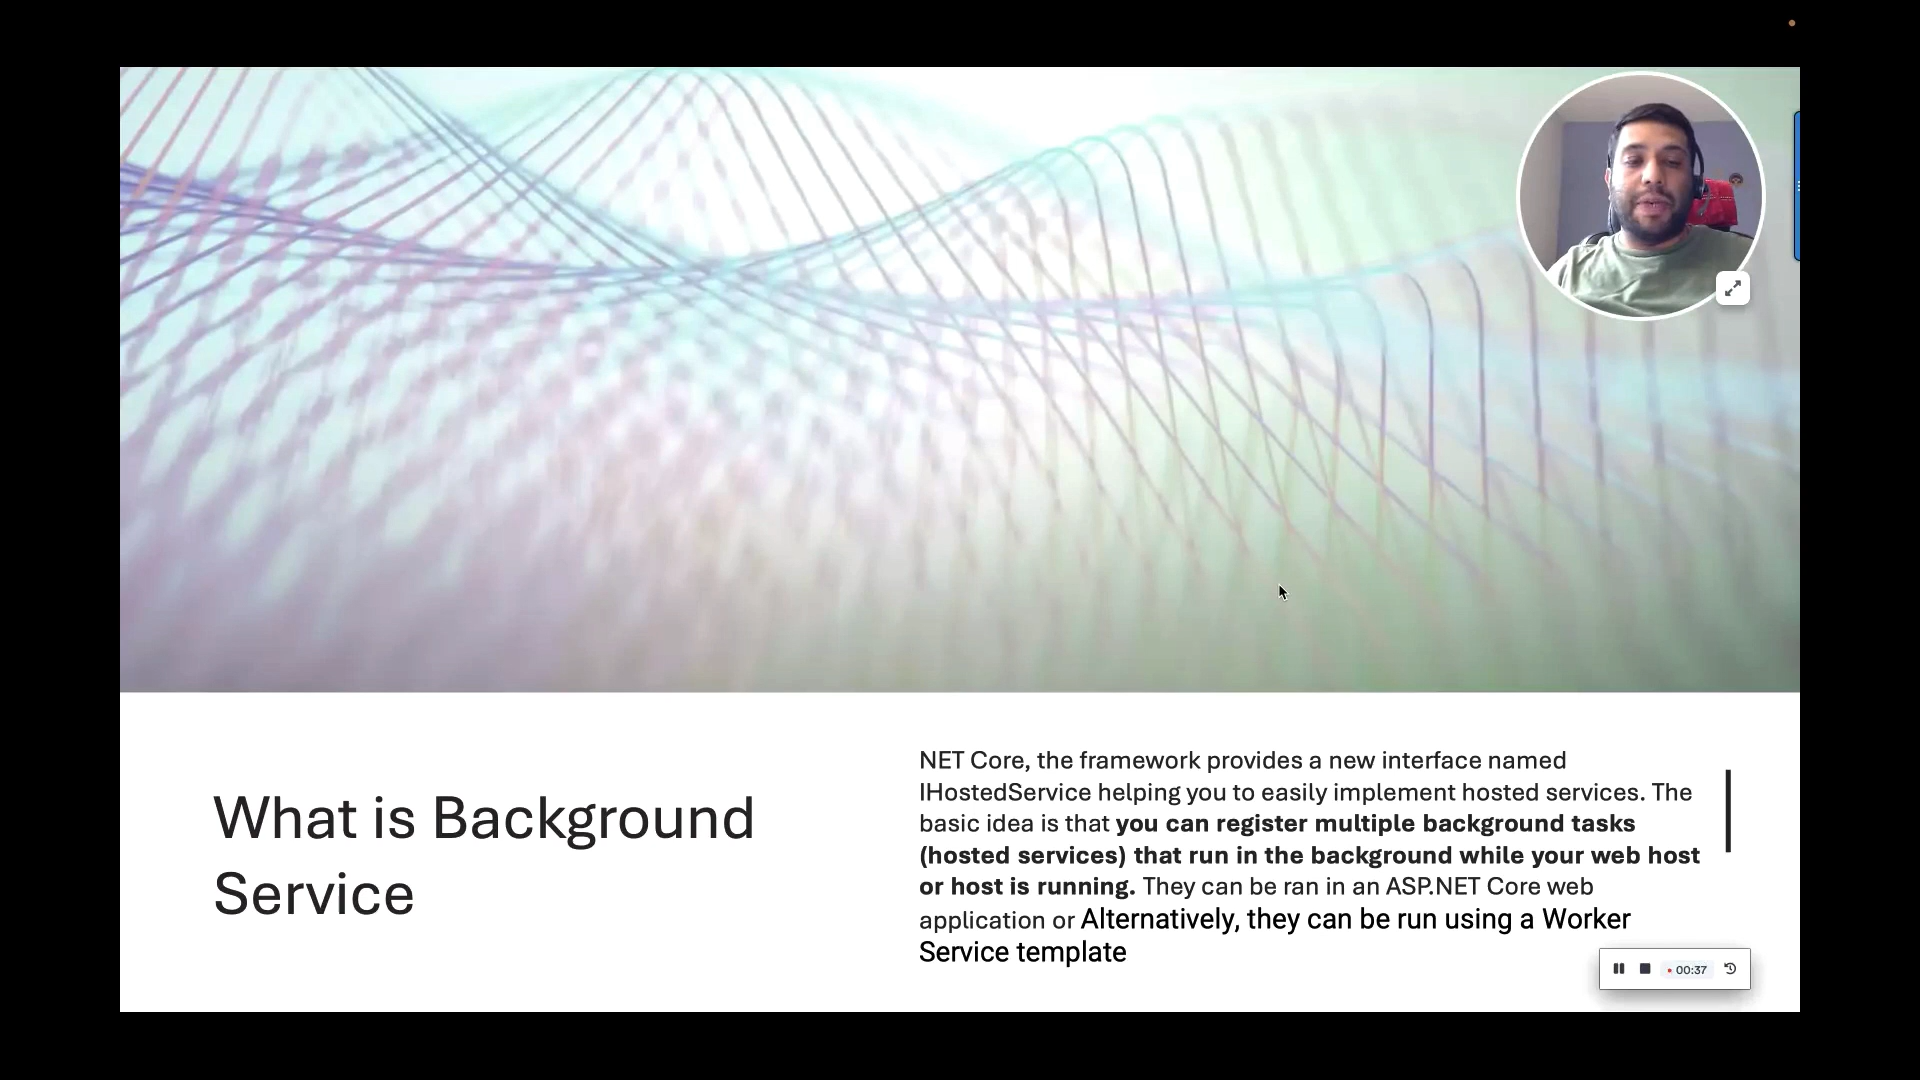 What is Background
Service
NET Core, the framework provides a new interface named
IHostedService helping you to easily implement hosted services. The
basic idea is that you can register multiple background tasks
(hosted services) that run in the background while your web host
or host is running. They can be ran in an ASP.NET Core web
application or Alternatively, they can be run using a Worker
Service template
00:37